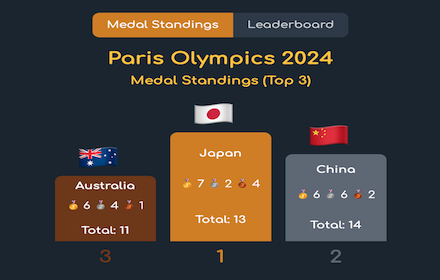 Medal Standings
Leaderboard
Paris Olympics 2024
Medal Standings (Top 3)
Australia
6 4 1
Total: 11
3
Japan
7 2 4
Total: 13
1
China
6 6 2
Total: 14
2